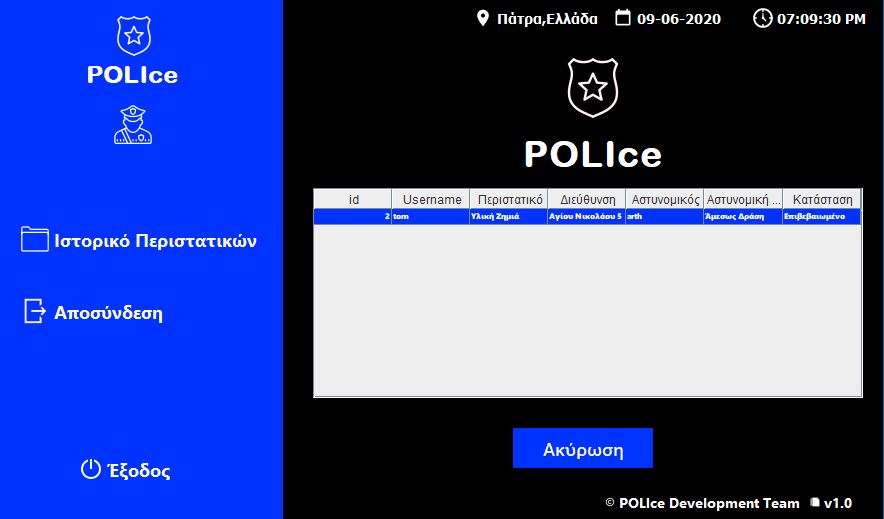 POLIce
Ιστορικό Περιστατικών
Αποσύνδεση
Έξοδος
Πάτρα,Ελλάδα 09-06-2020 07:09:30 PM
POLIce
id Username Περιστατικό Διεύθυνση Αστυνομικός Αστυνομική ... Κατάσταση
2 tom Υλική Ζημιά Αγίου Νικολάου 5 arth Άμεσως Δράση Επιβεβαιωμένο
Ακύρωση
© POLIce Development Team v1.0